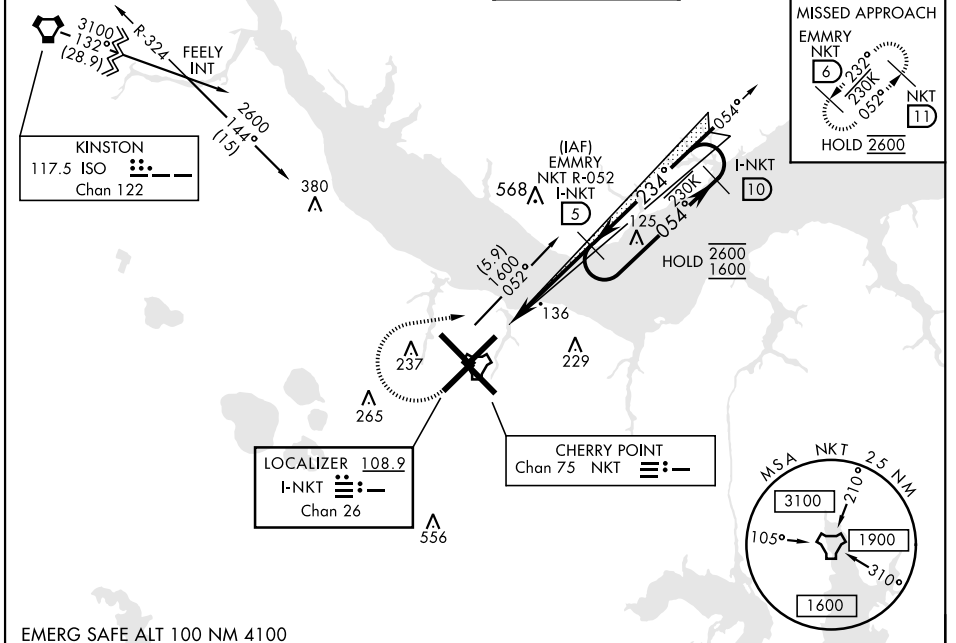 3100
132°
(28.9)
R-324
FEELY
INT
2600
144°
(15)
KINSTON
117.5 ISO
Chan 122
380
568
(IAF)
EMMRY
NKT R-052
I-NKT
5
054°
234°
230K
054°
I-NKT
10
125
HOLD 2600
1600
(5.9)
1600
052°
136
237
229
265
LOCALIZER 108.9
I-NKT
Chan 26
CHERRY POINT
Chan 75 NKT
556
MISSED APPROACH
EMMRY
NKT
6
232°
230K
052°
NKT
11
HOLD 2600
MSA NKT 25 NM
3100
210°
105°
1900
310°
1600
EMERG SAFE ALT 100 NM 4100